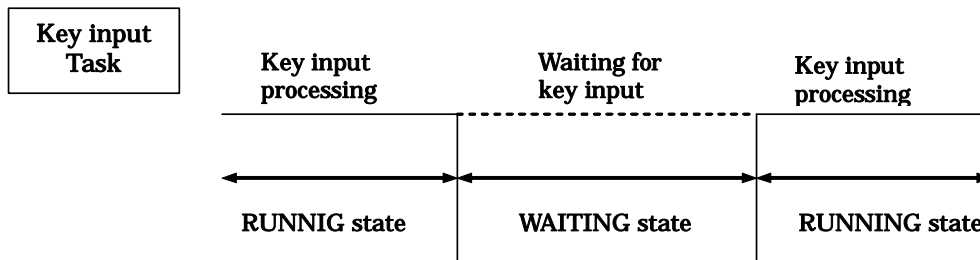 Key input
Task
Key input
processing
Waiting for
key input
Key input
processing
RUNNIG state
WAITING state
RUNNING state